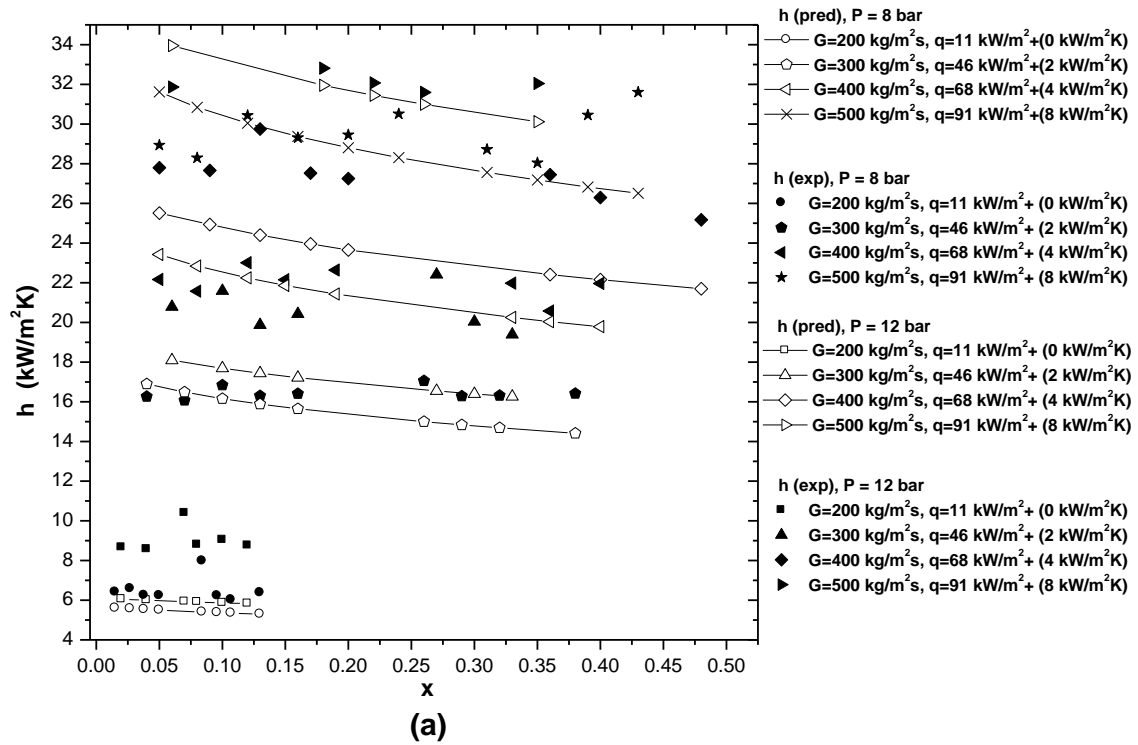 h (pred), P = 8 bar
G=200 kg/m²s, q=11 kW/m²+(0 kW/m²K)
G=300 kg/m²s, q=46 kW/m²+(2 kW/m²K)
G=400 kg/m²s, q=68 kW/m²+(4 kW/m²K)
G=500 kg/m²s, q=91 kW/m²+(8 kW/m²K)
h (exp), P = 8 bar
G=200 kg/m²s, q=11 kW/m²+ (0 kW/m²K)
G=300 kg/m²s, q=46 kW/m²+ (2 kW/m²K)
G=400 kg/m²s, q=68 kW/m²+ (4 kW/m²K)
G=500 kg/m²s, q=91 kW/m²+ (8 kW/m²K)
h (pred), P = 12 bar
G=200 kg/m²s, q=11 kW/m²+ (0 kW/m²K)
G=300 kg/m²s, q=46 kW/m²+ (2 kW/m²K)
G=400 kg/m²s, q=68 kW/m²+ (4 kW/m²K)
G=500 kg/m²s, q=91 kW/m²+ (8 kW/m²K)
h (exp), P = 12 bar
G=200 kg/m²s, q=11 kW/m²+ (0 kW/m²K)
G=300 kg/m²s, q=46 kW/m²+ (2 kW/m²K)
G=400 kg/m²s, q=68 kW/m²+ (4 kW/m²K)
G=500 kg/m²s, q=91 kW/m²+ (8 kW/m²K)
h (kW/m²K)
34
32
30
28
26
24
22
20
18
16
14
12
10
8
6
4
0.00 0.05 0.10 0.15 0.20 0.25 0.30 0.35 0.40 0.45 0.50
x
(a)